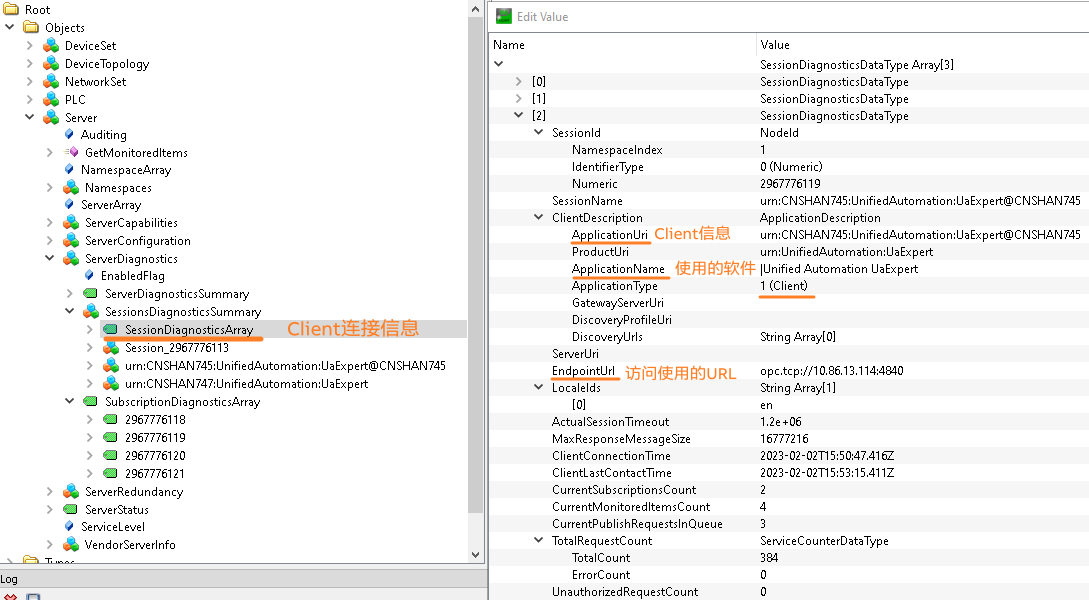 Root
Objects
DeviceSet
DeviceTopology
NetworkSet
PLC
Server
Auditing
GetMonitoredItems
NamespaceArray
Namespaces
ServerArray
ServerCapabilities
ServerConfiguration
ServerDiagnostics
EnabledFlag
ServerDiagnosticsSummary
SessionsDiagnosticsSummary
SessionDiagnosticsArray Client连接信息
Session_2967776113
urn:CNSHAN745:UnifiedAutomation:UaExpert@CNSHAN745
urn:CNSHAN747:UnifiedAutomation:UaExpert
SubscriptionDiagnosticsArray
2967776118
2967776119
2967776120
2967776121
ServerRedundancy
ServerStatus
ServiceLevel
VendorServerInfo
Types
Log
Edit Value
Name Value
SessionDiagnosticsDataType Array[3]
[0] SessionDiagnosticsDataType
[1] SessionDiagnosticsDataType
[2] SessionDiagnosticsDataType
SessionId NodeId
NamespaceIndex 1
IdentifierType 0 (Numeric)
Numeric 2967776119
SessionName urn:CNSHAN745:UnifiedAutomation:UaExpert@CNSHAN745
ClientDescription ApplicationDescription
ApplicationUri Client信息 urn:CNSHAN745:UnifiedAutomation:UaExpert@CNSHAN745
ProductUri urn:UnifiedAutomation:UaExpert
ApplicationName 使用的软件 |Unified Automation UaExpert
ApplicationType 1 (Client)
GatewayServerUri
DiscoveryProfileUri
DiscoveryUrls String Array[0]
ServerUri
EndpointUrl 访问使用的URL opc.tcp://10.86.13.114:4840
LocaleIds String Array[1]
[0] en
ActualSessionTimeout 1.2e+06
MaxResponseMessageSize 16777216
ClientConnectionTime 2023-02-02T15:50:47.416Z
ClientLastContactTime 2023-02-02T15:53:15.411Z
CurrentSubscriptionsCount 2
CurrentMonitoredItemsCount 4
CurrentPublishRequestsInQueue 3
TotalRequestCount ServiceCounterDataType
TotalCount 384
ErrorCount 0
UnauthorizedRequestCount 0